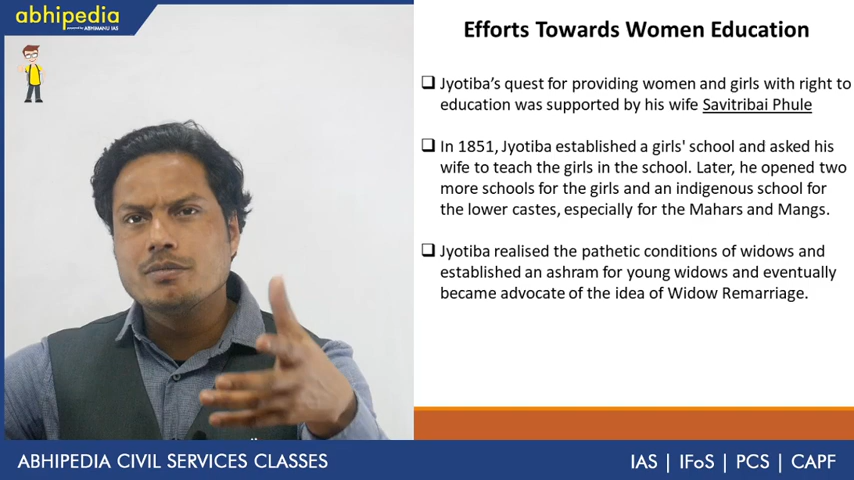 abhipedia
powered by ABHIMANU IAS
Efforts Towards Women Education
❑ Jyotiba's quest for providing women and girls with right to
education was supported by his wife Savitribai Phule
❑ In 1851, Jyotiba established a girls' school and asked his
wife to teach the girls in the school. Later, he opened two
more schools for the girls and an indigenous school for
the lower castes, especially for the Mahars and Mangs.
❑ Jyotiba realised the pathetic conditions of widows and
established an ashram for young widows and eventually
became advocate of the idea of Widow Remarriage.
ABHIPEDIA CIVIL SERVICES CLASSES
IAS | IFoS | PCS | CAPF